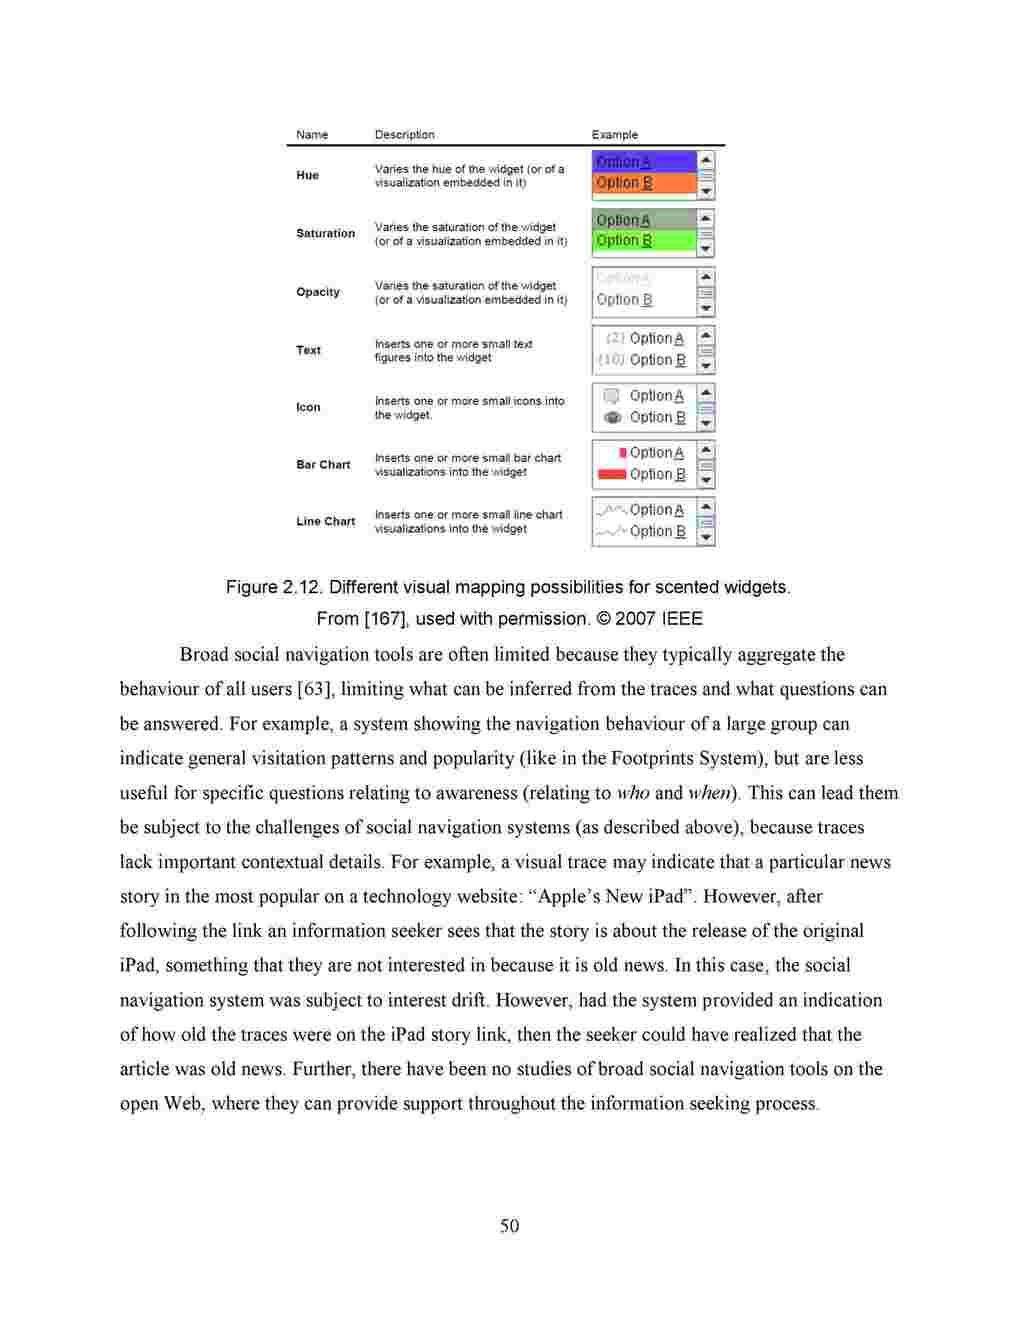 Name Description Example
Hue Varies the hue of the widget (or of a visualization embedded in it) Option A Option B
Saturation Varies the saturation of the widget (or of a visualization embedded in it) Option A Option B
Opacity Varies the saturation of the widget (or of a visualization embedded in it) Option A Option B
Text Inserts one or more small text figures into the widget (2) Option A (10) Option B
Icon Inserts one or more small icons into the widget. Option A Option B
Bar Chart Inserts one or more small bar chart visualizations into the widget Option A Option B
Line Chart Inserts one or more small line chart visualizations into the widget Option A Option B
Figure 2.12. Different visual mapping possibilities for scented widgets.
From [167], used with permission. © 2007 IEEE
Broad social navigation tools are often limited because they typically aggregate the
behaviour of all users [63], limiting what can be inferred from the traces and what questions can
be answered. For example, a system showing the navigation behaviour of a large group can
indicate general visitation patterns and popularity (like in the Footprints System), but are less
useful for specific questions relating to awareness (relating to who and when). This can lead them
be subject to the challenges of social navigation systems (as described above), because traces
lack important contextual details. For example, a visual trace may indicate that a particular news
story in the most popular on a technology website: “Apple’s New iPad”. However, after
following the link an information seeker sees that the story is about the release of the original
iPad, something that they are not interested in because it is old news. In this case, the social
navigation system was subject to interest drift. However, had the system provided an indication
of how old the traces were on the iPad story link, then the seeker could have realized that the
article was old news. Further, there have been no studies of broad social navigation tools on the
open Web, where they can provide support throughout the information seeking process.
50